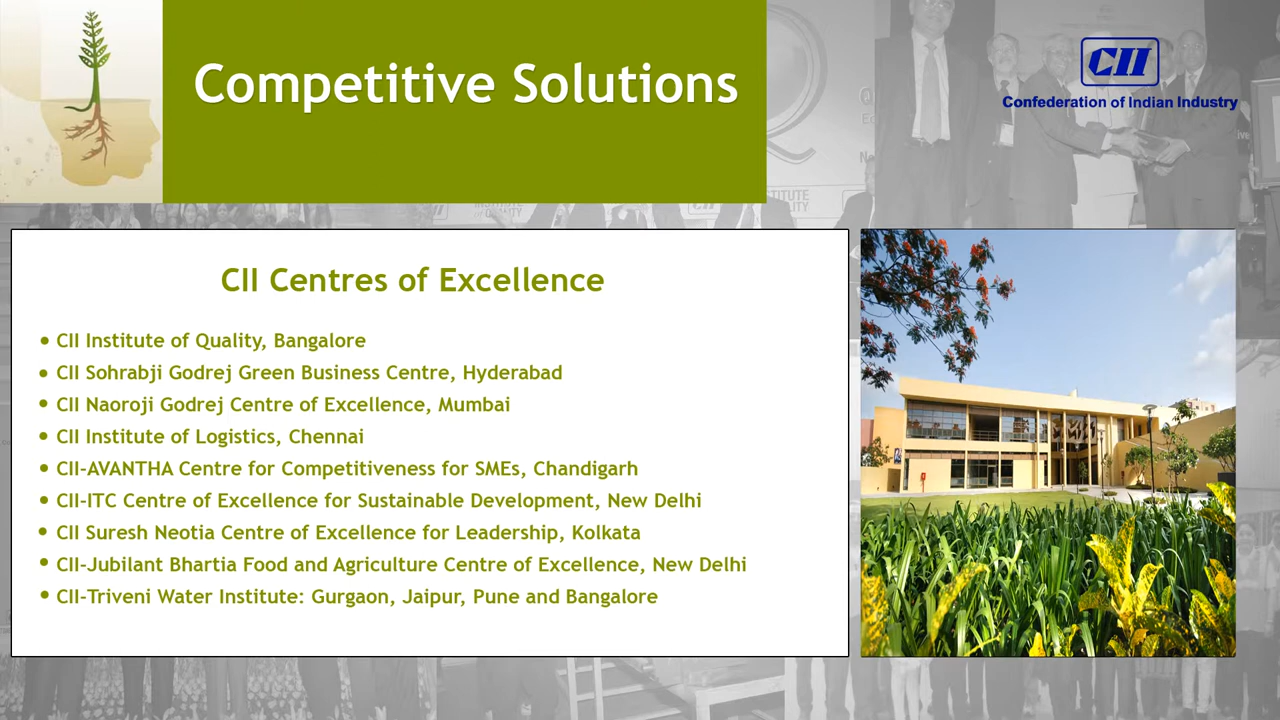 Competitive Solutions
CII
Confederation of Indian Industry
INSTITUTE
OF QUALITY
CII Centres of Excellence
• CII Institute of Quality, Bangalore
• CII Sohrabji Godrej Green Business Centre, Hyderabad
• CII Naoroji Godrej Centre of Excellence, Mumbai
• CII Institute of Logistics, Chennai
• CII-AVANTHA Centre for Competitiveness for SMEs, Chandigarh
• CII-ITC Centre of Excellence for Sustainable Development, New Delhi
• CII Suresh Neotia Centre of Excellence for Leadership, Kolkata
• CII-Jubilant Bhartia Food and Agriculture Centre of Excellence, New Delhi
• CII-Triveni Water Institute: Gurgaon, Jaipur, Pune and Bangalore